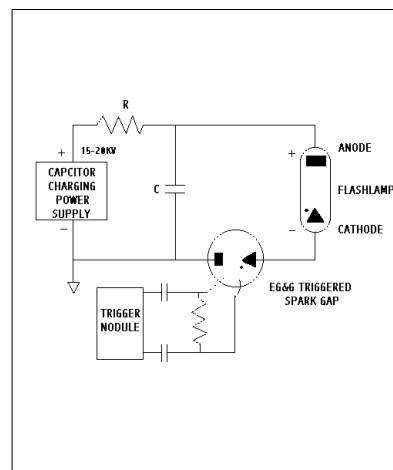 R
+
15-20KV
CAPCITOR
CHARGING
POWER
SUPPLY
−
C
+
ANODE
FLASHLAMP
−
CATHODE
EG&G TRIGGERED
SPARK GAP
TRIGGER
NODULE